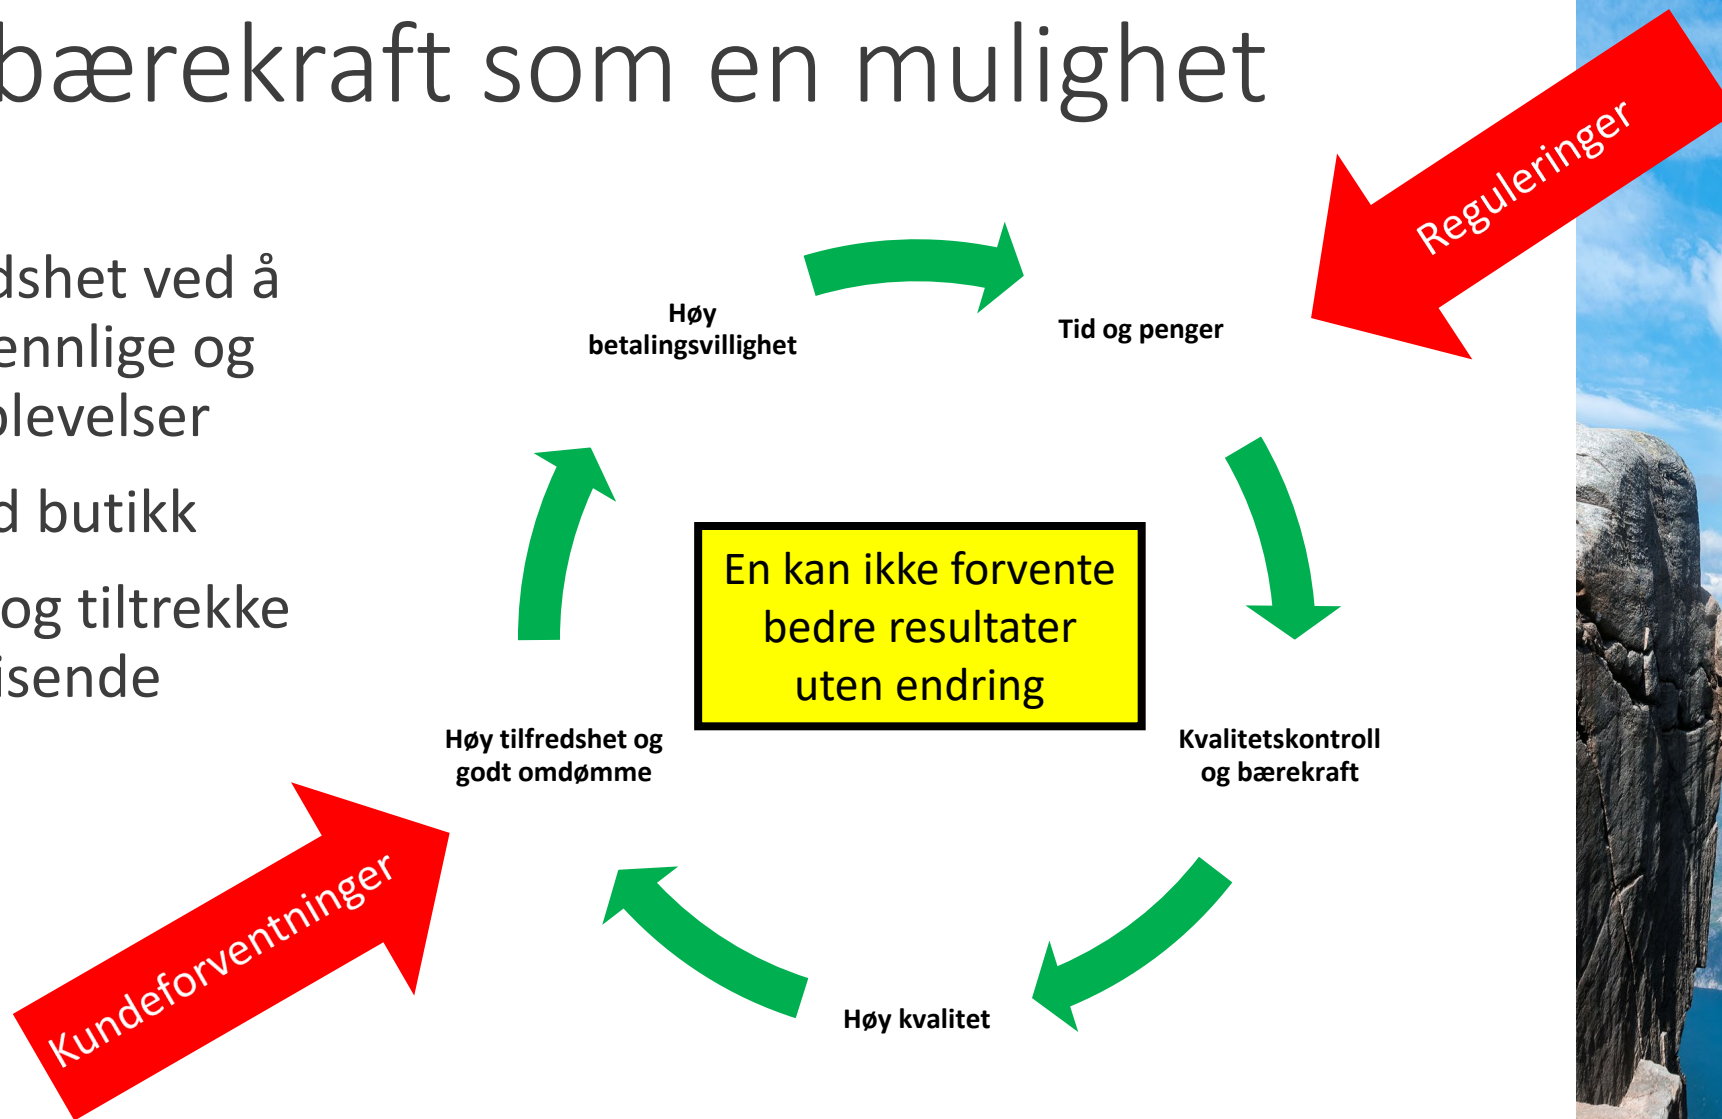 bærekraft som en mulighet
dshet ved å
ennlige og
plevelser
d butikk
og tiltrekke
isende
Reguleringer
Høy
betalingsvillighet
Tid og penger
En kan ikke forvente
bedre resultater
uten endring
Høy tilfredshet og
godt omdømme
Kvalitetskontroll
og bærekraft
Kundeforventninger
Høy kvalitet